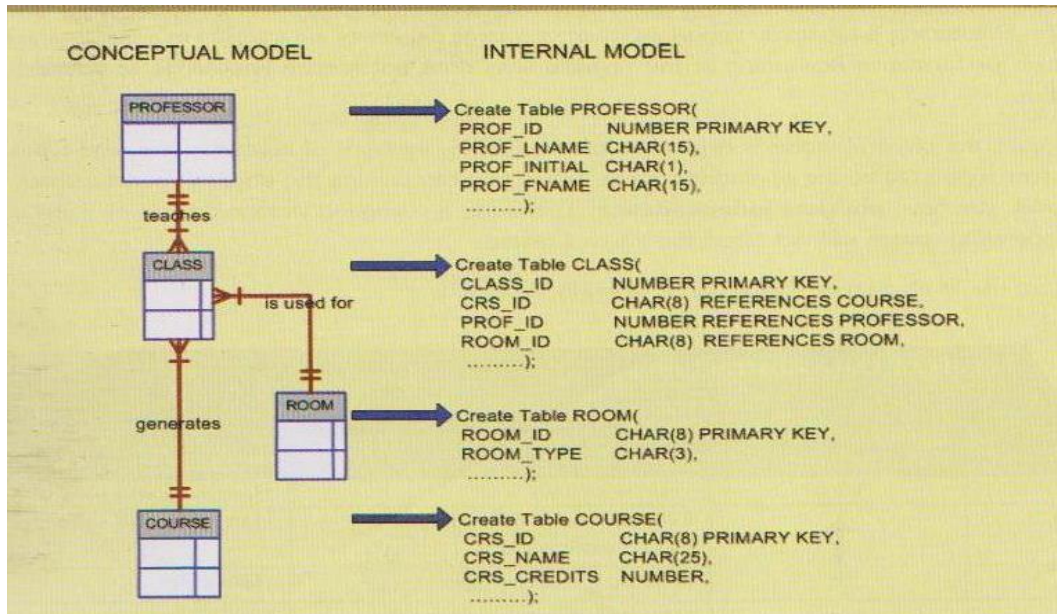 CONCEPTUAL MODEL
INTERNAL MODEL
PROFESSOR
teaches
CLASS
is used for
ROOM
generates
COURSE
Create Table PROFESSOR(
PROF_ID NUMBER PRIMARY KEY,
PROF_LNAME CHAR(15),
PROF_INITIAL CHAR(1),
PROF_FNAME CHAR(15),
.........);
Create Table CLASS(
CLASS_ID NUMBER PRIMARY KEY,
CRS_ID CHAR(8) REFERENCES COURSE,
PROF_ID NUMBER REFERENCES PROFESSOR,
ROOM_ID CHAR(8) REFERENCES ROOM,
.........);
Create Table ROOM(
ROOM_ID CHAR(8) PRIMARY KEY,
ROOM_TYPE CHAR(3),
.........);
Create Table COURSE(
CRS_ID CHAR(8) PRIMARY KEY,
CRS_NAME CHAR(25),
CRS_CREDITS NUMBER,
.........);